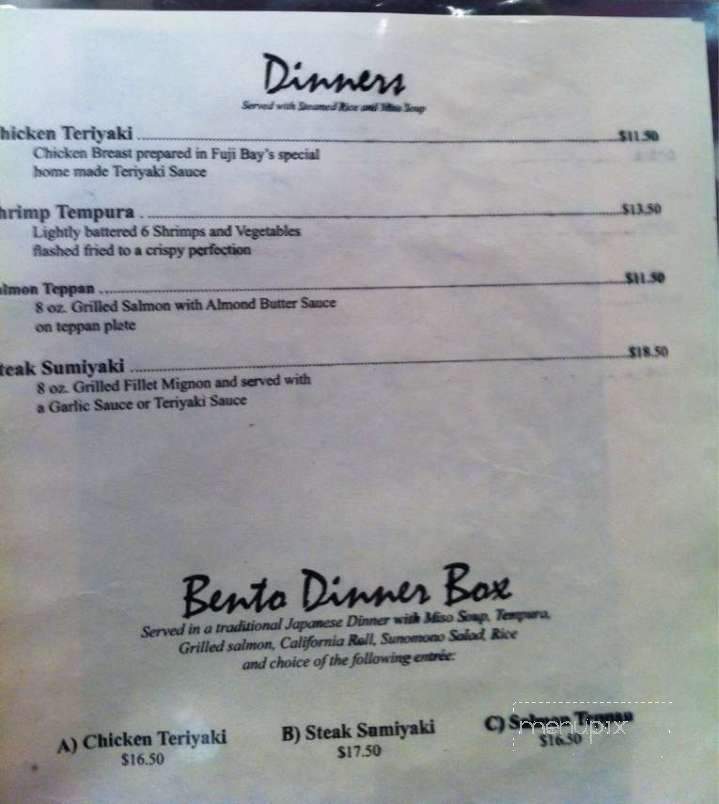 Dinners
Served with Steamed Rice and Miso Soup
hicken Teriyaki $11.50
Chicken Breast prepared in Fuji Bay's special
home made Teriyaki Sauce
hrimp Tempura $13.50
Lightly battered 6 Shrimps and Vegetables
flashed fried to a crispy perfection
almon Teppan $11.50
8 oz. Grilled Salmon with Almond Butter Sauce
on teppan plate
teak Sumiyaki $18.50
8 oz. Grilled Fillet Mignon and served with
a Garlic Sauce or Teriyaki Sauce
Bento Dinner Box
Served in a traditional Japanese Dinner with Miso Soup, Tempura,
Grilled salmon, California Roll, Sunomono Salad, Rice
and choice of the following entrée:
A) Chicken Teriyaki B) Steak Sumiyaki C) Salmon Teppan
$16.50 $17.50 $16.50
menupix